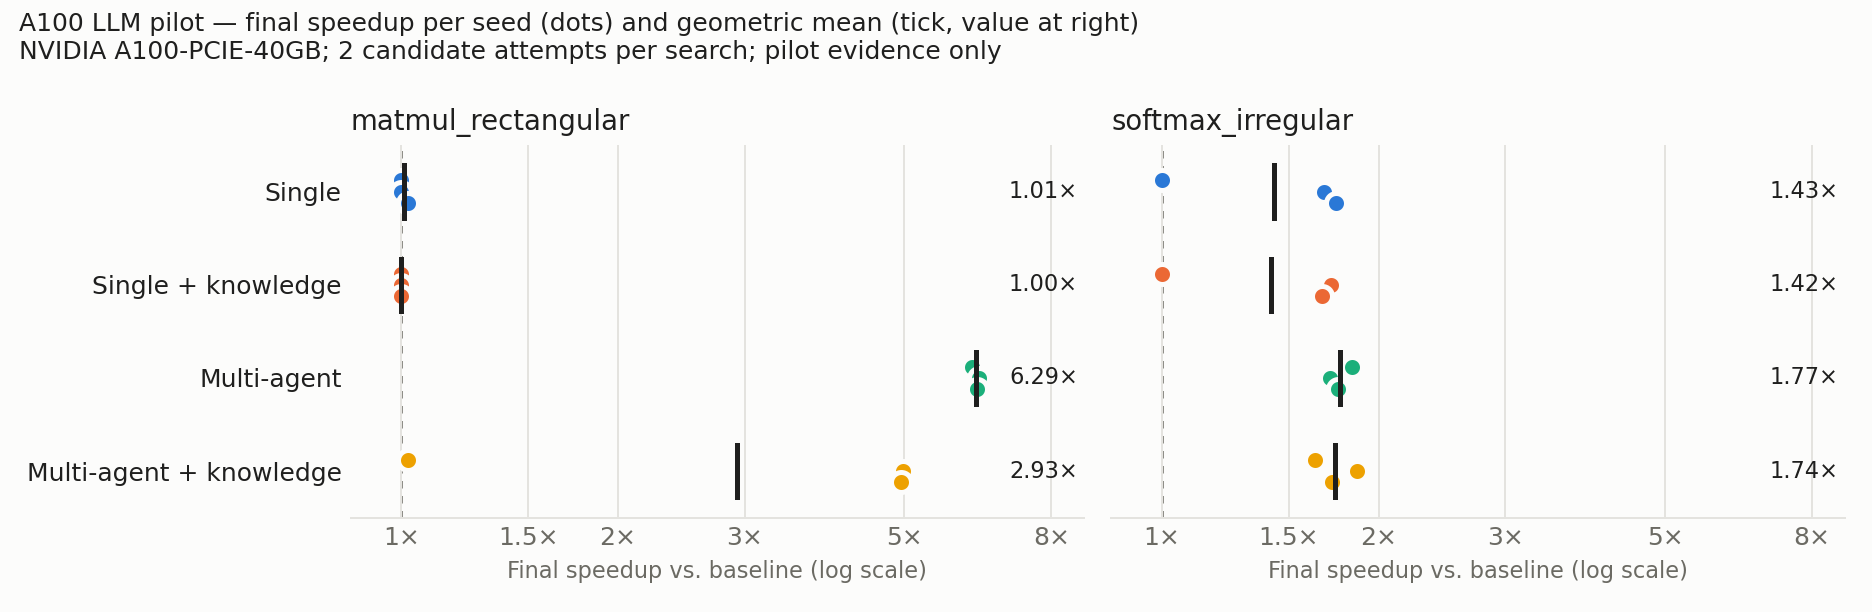 A100 LLM pilot — final speedup per seed (dots) and geometric mean (tick, value at right)
NVIDIA A100-PCIE-40GB; 2 candidate attempts per search; pilot evidence only
matmul_rectangular
softmax_irregular
Single
1.01×
1.43×
Single + knowledge
1.00×
1.42×
Multi-agent
6.29×
1.77×
Multi-agent + knowledge
2.93×
1.74×
1× 1.5× 2× 3× 5× 8×
1× 1.5× 2× 3× 5× 8×
Final speedup vs. baseline (log scale)
Final speedup vs. baseline (log scale)